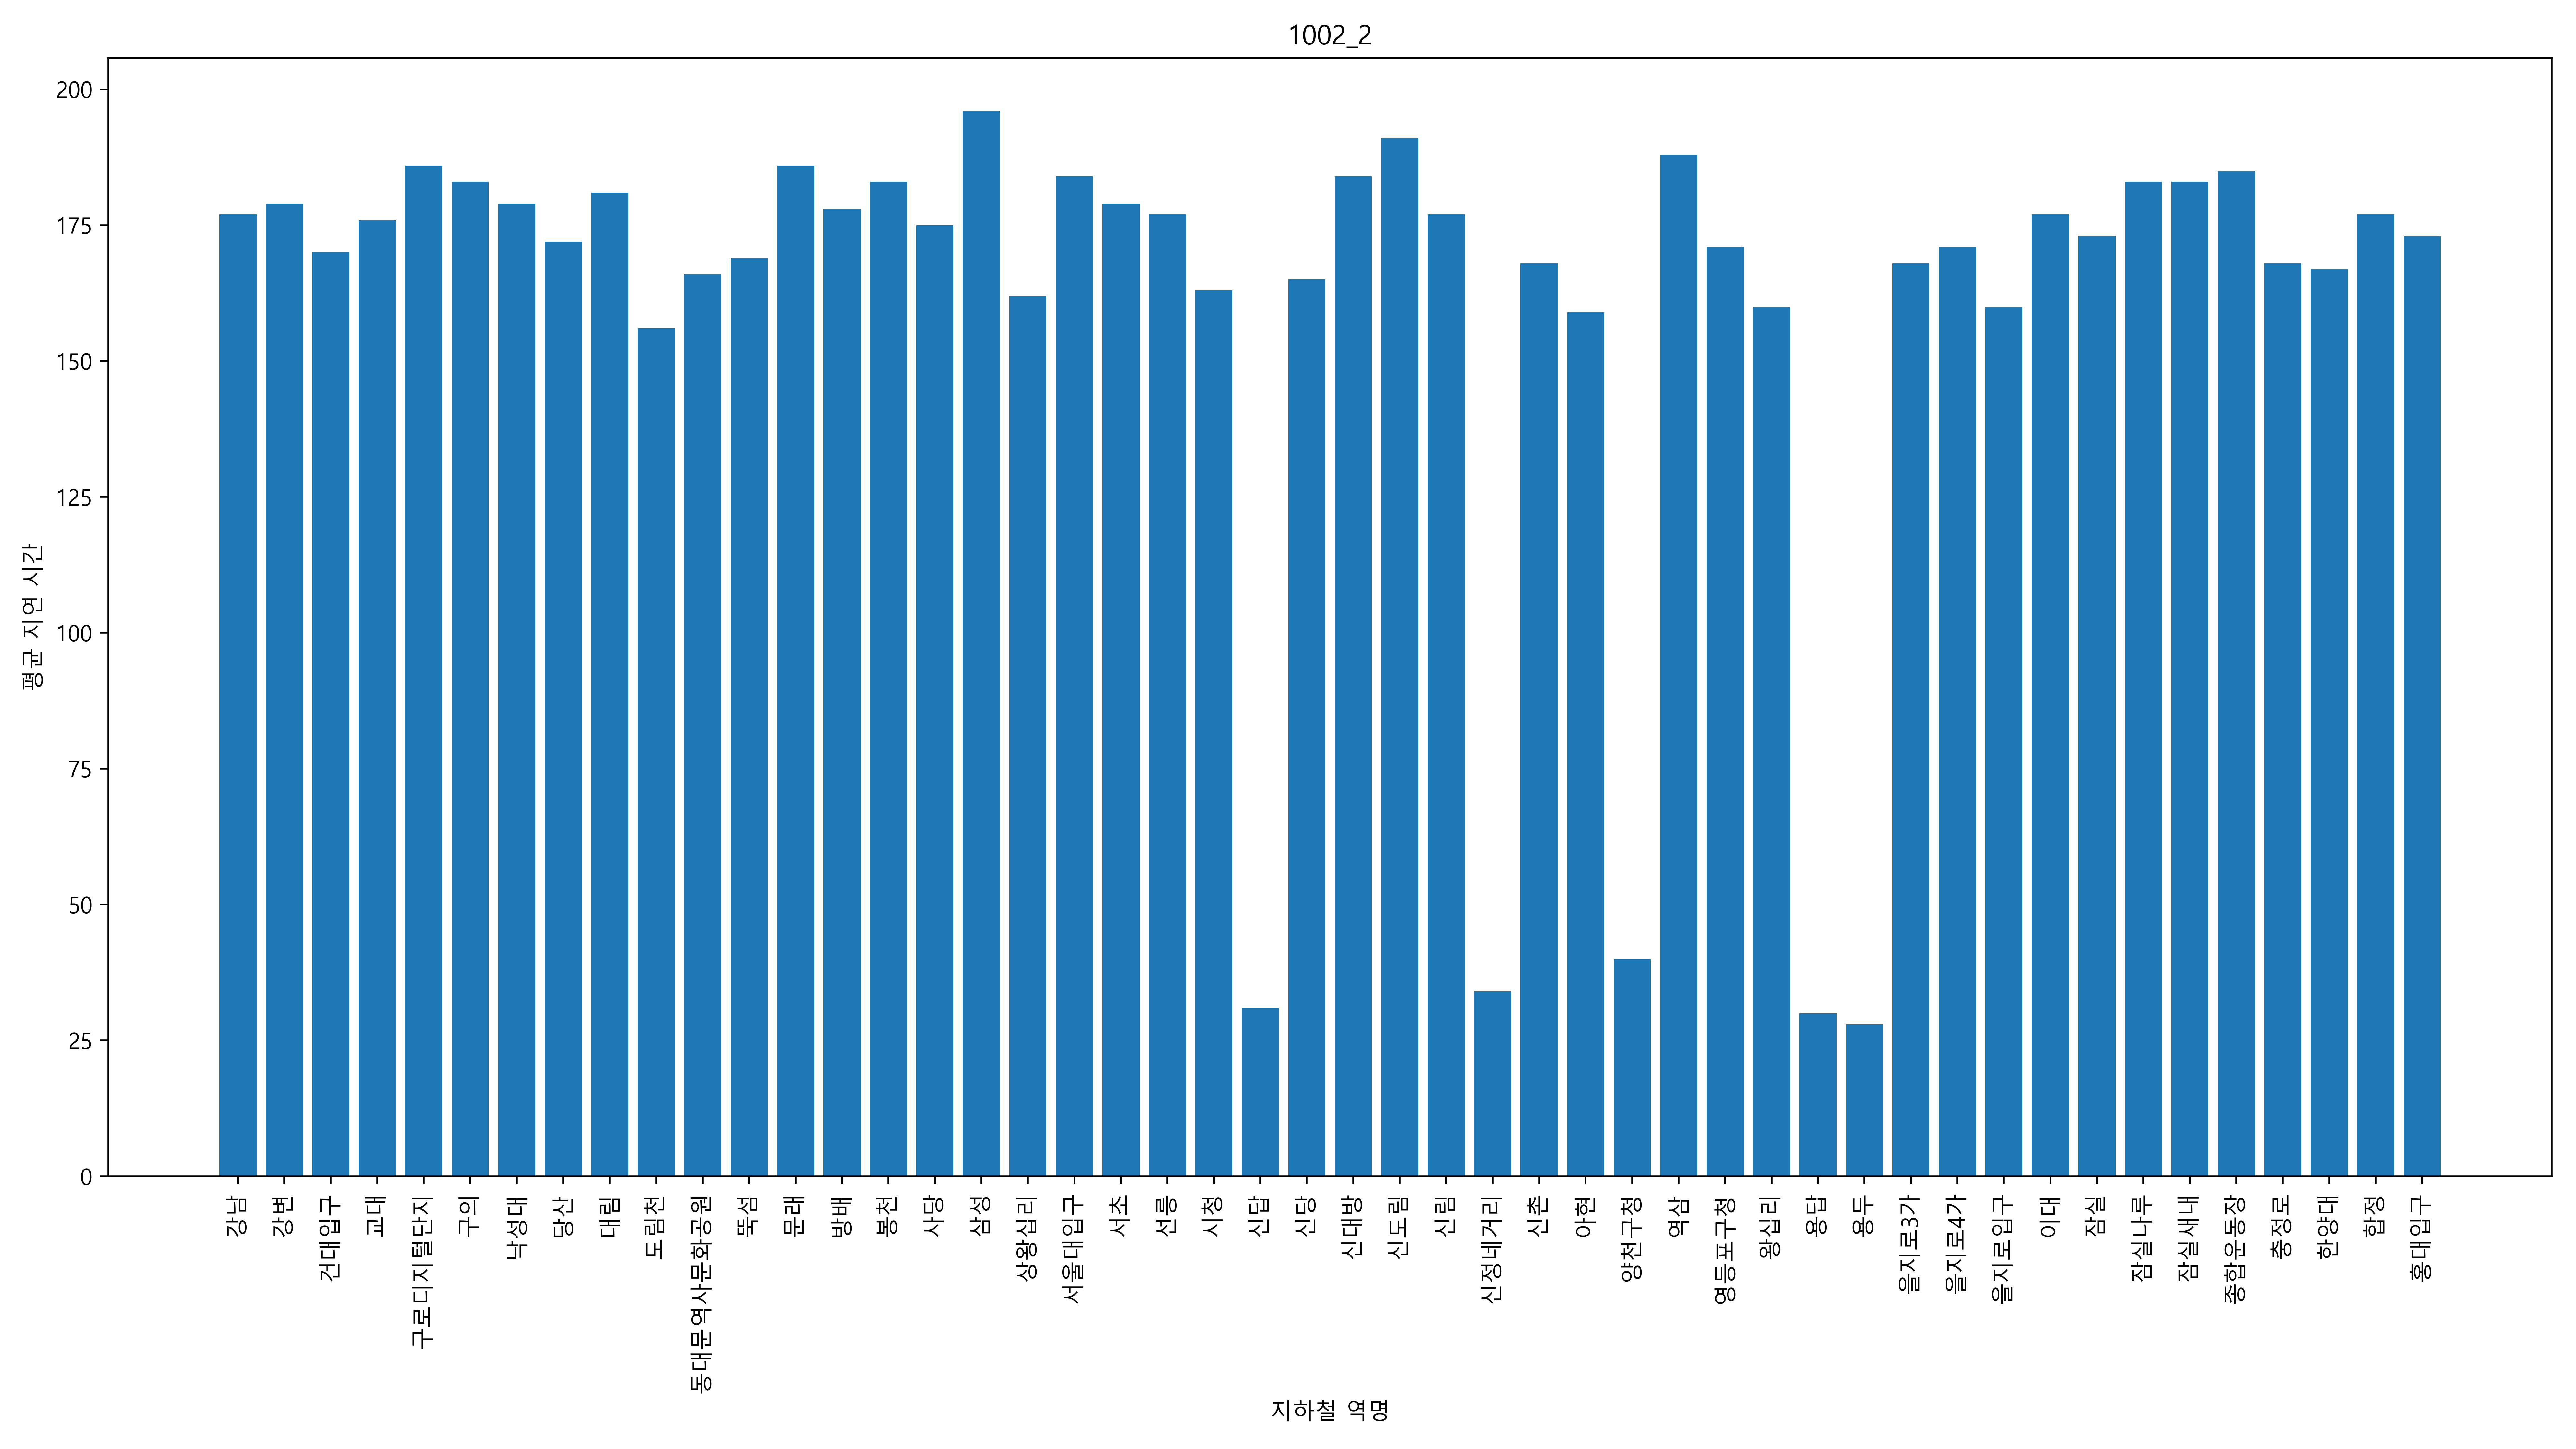 1002_2
평균 지연 시간
200
175
150
125
100
75
50
25
0
강남
강변
건대입구
교대
구로디지털단지
구의
낙성대
당산
대림
도림천
동대문역사문화공원
뚝섬
문래
방배
봉천
사당
삼성
상왕십리
서울대입구
서초
선릉
시청
신답
신당
신대방
신도림
신림
신정네거리
신촌
아현
양천구청
역삼
영등포구청
왕십리
용답
용두
을지로3가
을지로4가
을지로입구
이대
잠실
잠실나루
잠실새내
종합운동장
충정로
한양대
합정
홍대입구
지하철 역명